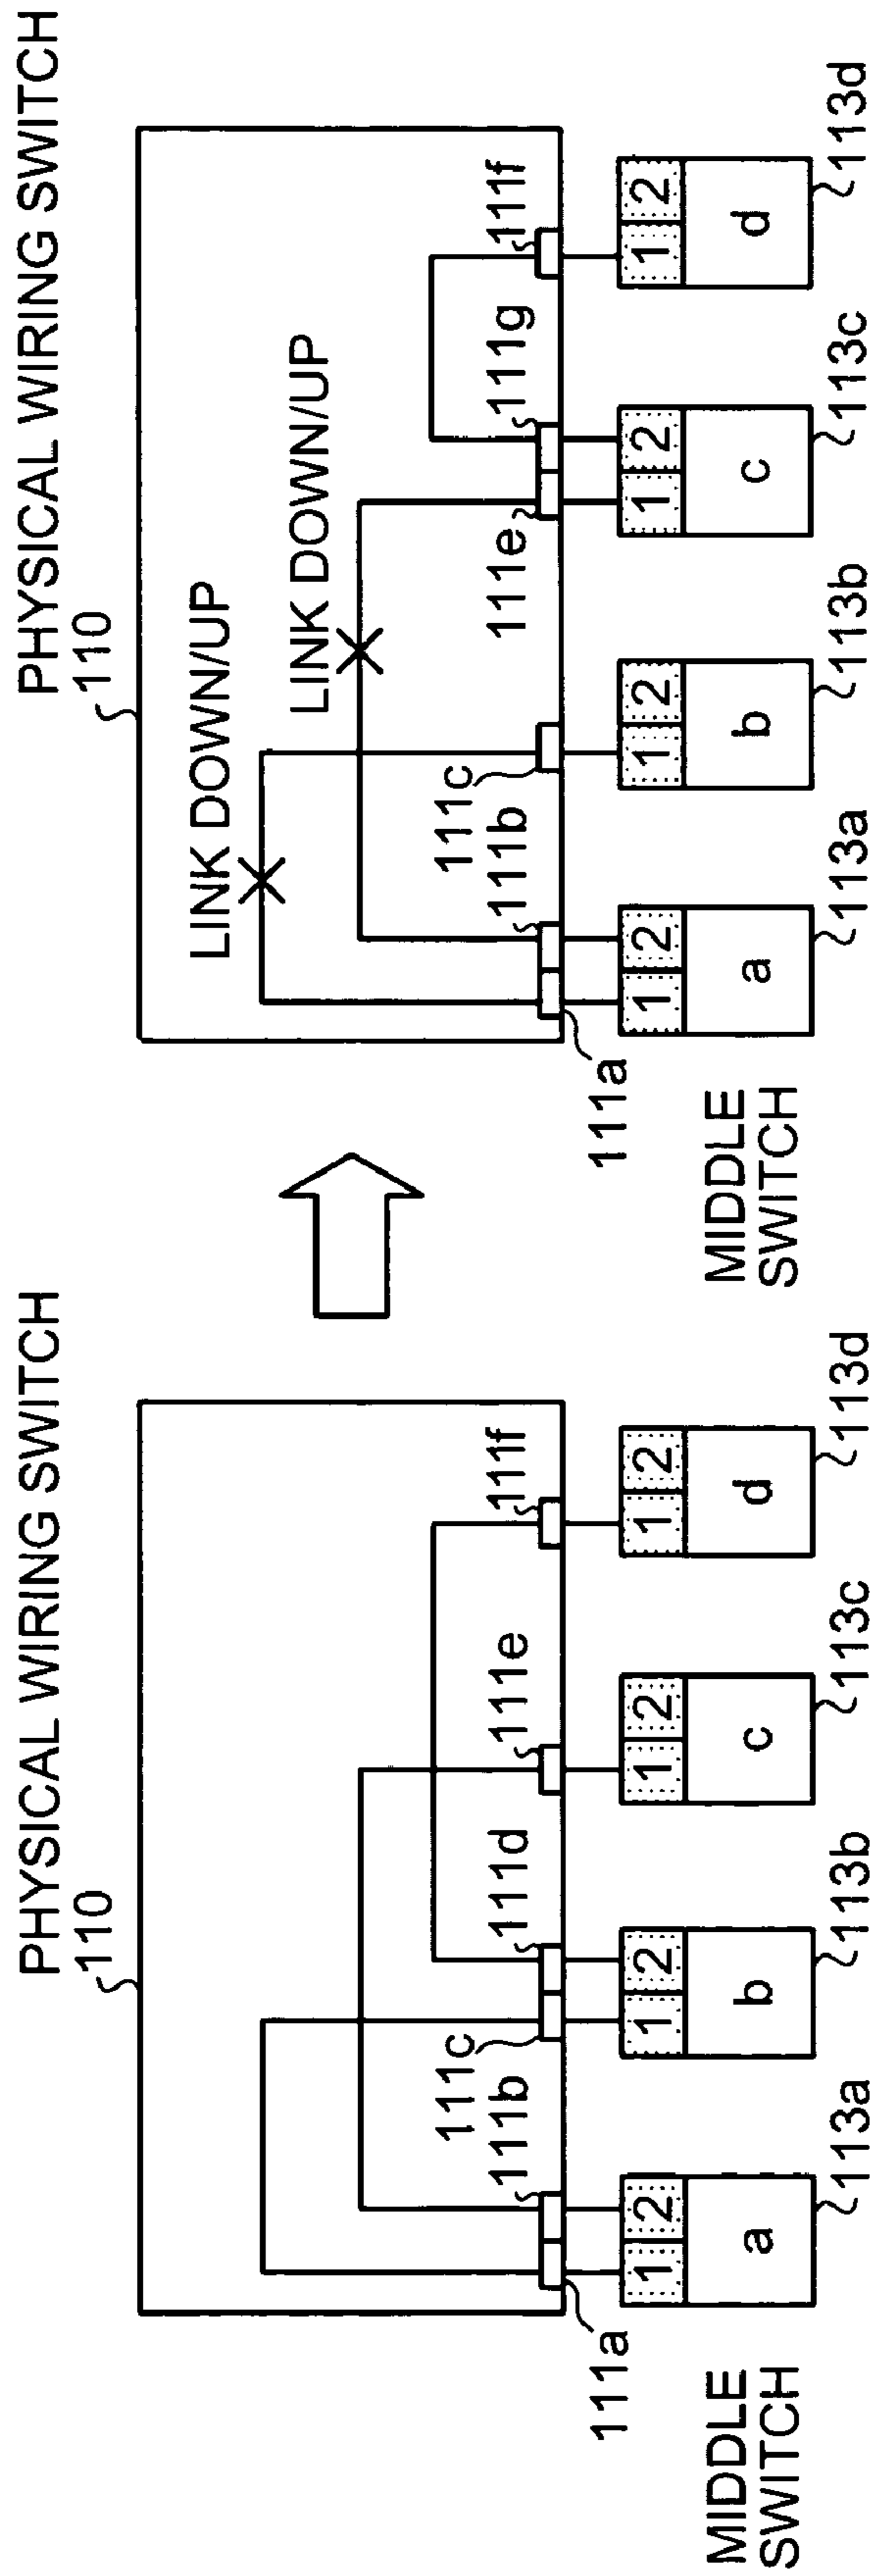 PHYSICAL WIRING SWITCH
110
111a
111b
111c
111d
111e
111f
1 2
a
1 2
b
1 2
c
1 2
d
MIDDLE
SWITCH
113a
113b
113c
113d
PHYSICAL WIRING SWITCH
110
LINK DOWN/UP
LINK DOWN/UP
111a
111b
111c
111e
111g
111f
1 2
a
1 2
b
1 2
c
1 2
d
MIDDLE
SWITCH
113a
113b
113c
113d